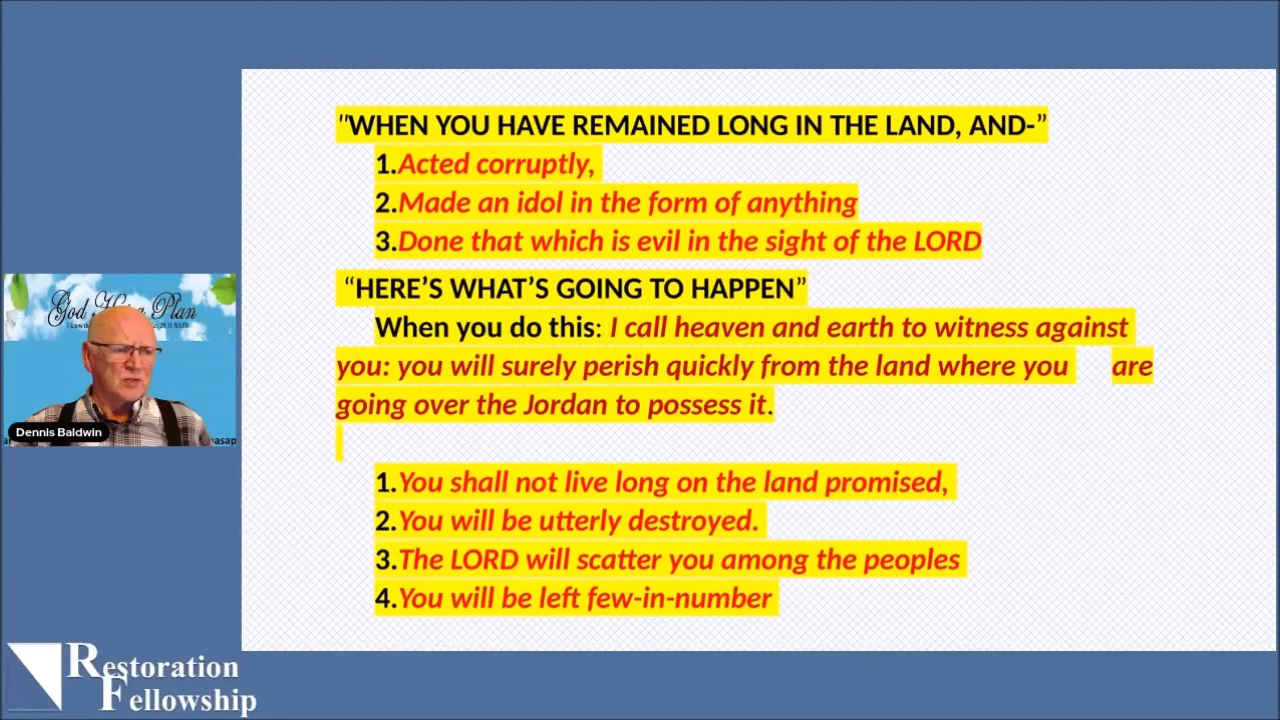 "WHEN YOU HAVE REMAINED LONG IN THE LAND, AND-”
1.Acted corruptly,
2.Made an idol in the form of anything
3.Done that which is evil in the sight of the LORD
“HERE’S WHAT’S GOING TO HAPPEN”
When you do this: I call heaven and earth to witness against
you: you will surely perish quickly from the land where you are
going over the Jordan to possess it.
1.You shall not live long on the land promised,
2.You will be utterly destroyed.
3.The LORD will scatter you among the peoples
4.You will be left few-in-number
God Plan
Dennis Baldwin
Restoration
Fellowship